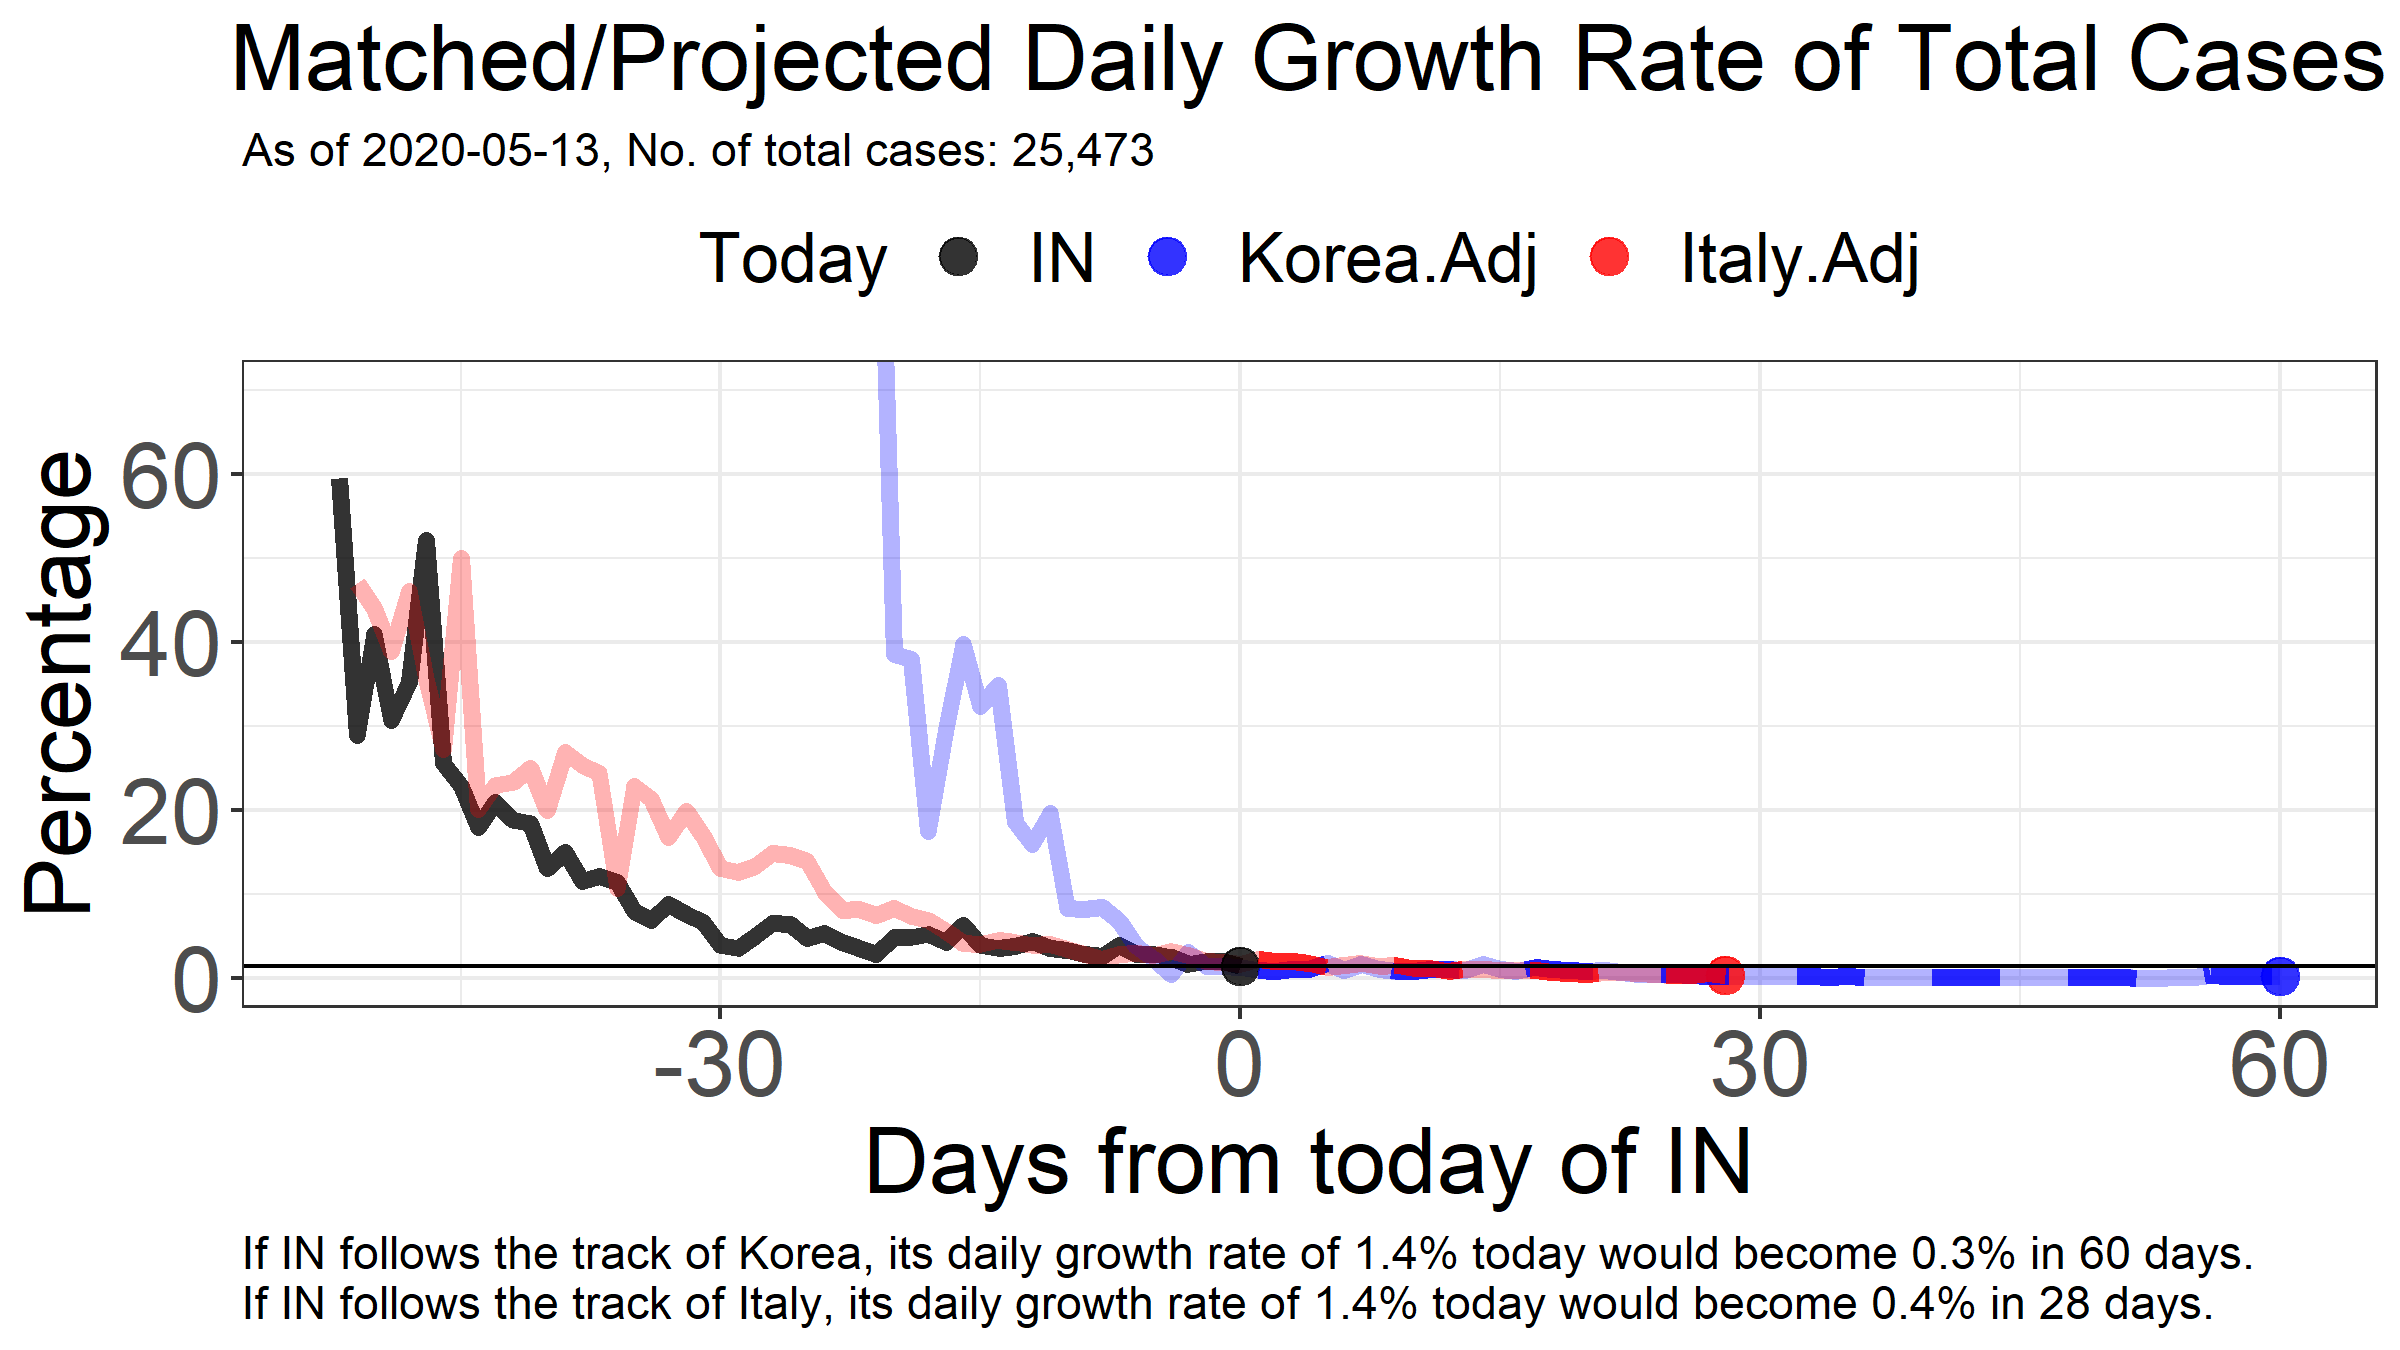 Matched/Projected Daily Growth Rate of Total Cases
As of 2020-05-13, No. of total cases: 25,473
Today IN Korea.Adj Italy.Adj
Percentage
60
40
20
0
-30 0 30 60
Days from today of IN
If IN follows the track of Korea, its daily growth rate of 1.4% today would become 0.3% in 60 days.
If IN follows the track of Italy, its daily growth rate of 1.4% today would become 0.4% in 28 days.